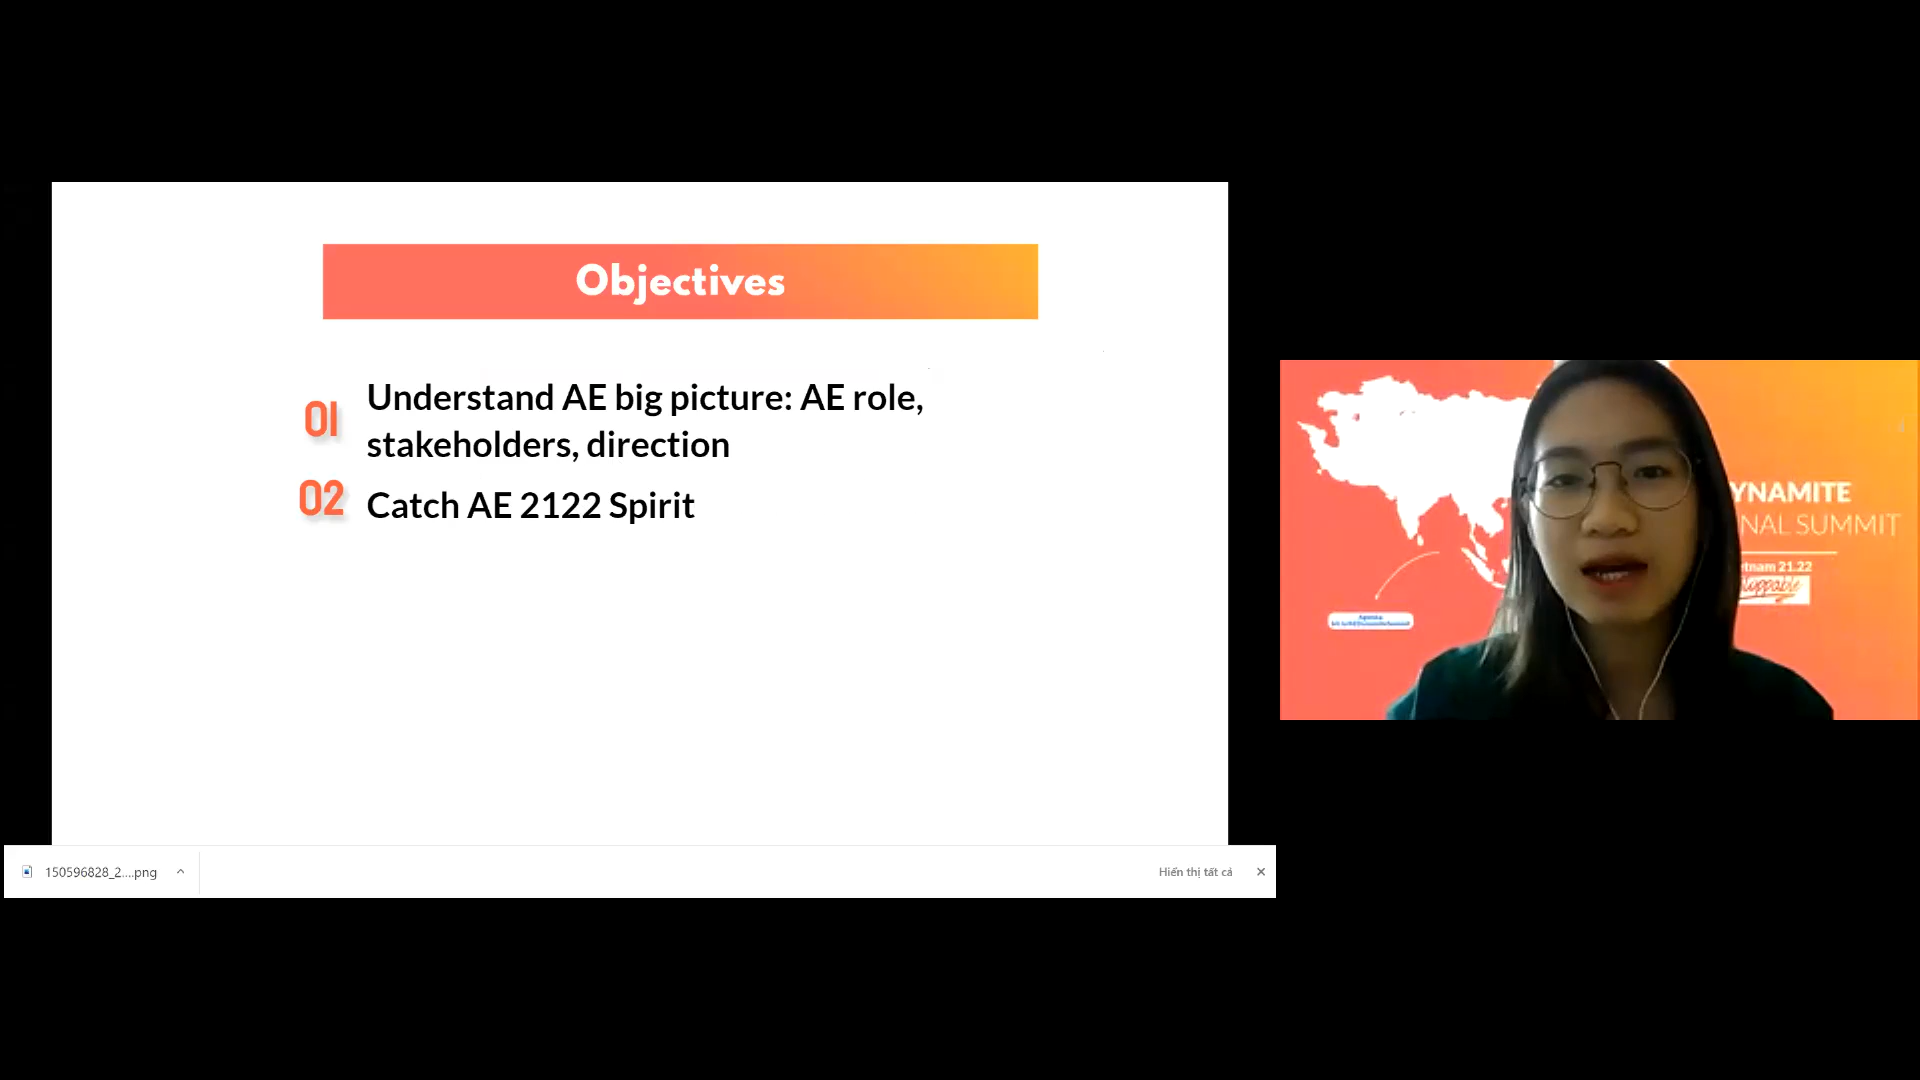 Objectives
01
Understand AE big picture: AE role,
stakeholders, direction
02
Catch AE 2122 Spirit
150596828_2....png
Hiển thị tất cả
YNAMITE
NAL SUMMIT
etnam 21.22